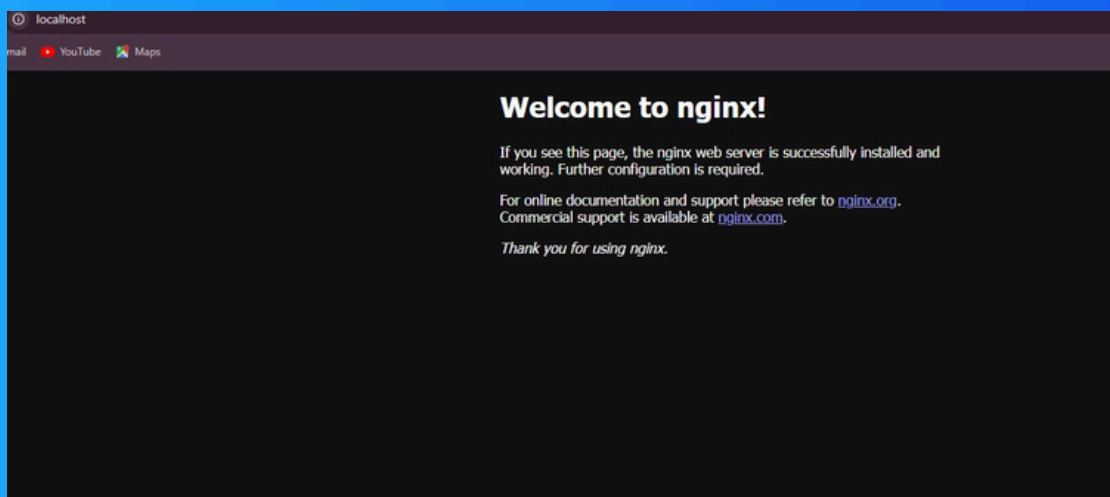 localhost
mail YouTube Maps
Welcome to nginx!
If you see this page, the nginx web server is successfully installed and
working. Further configuration is required.
For online documentation and support please refer to nginx.org.
Commercial support is available at nginx.com.
Thank you for using nginx.